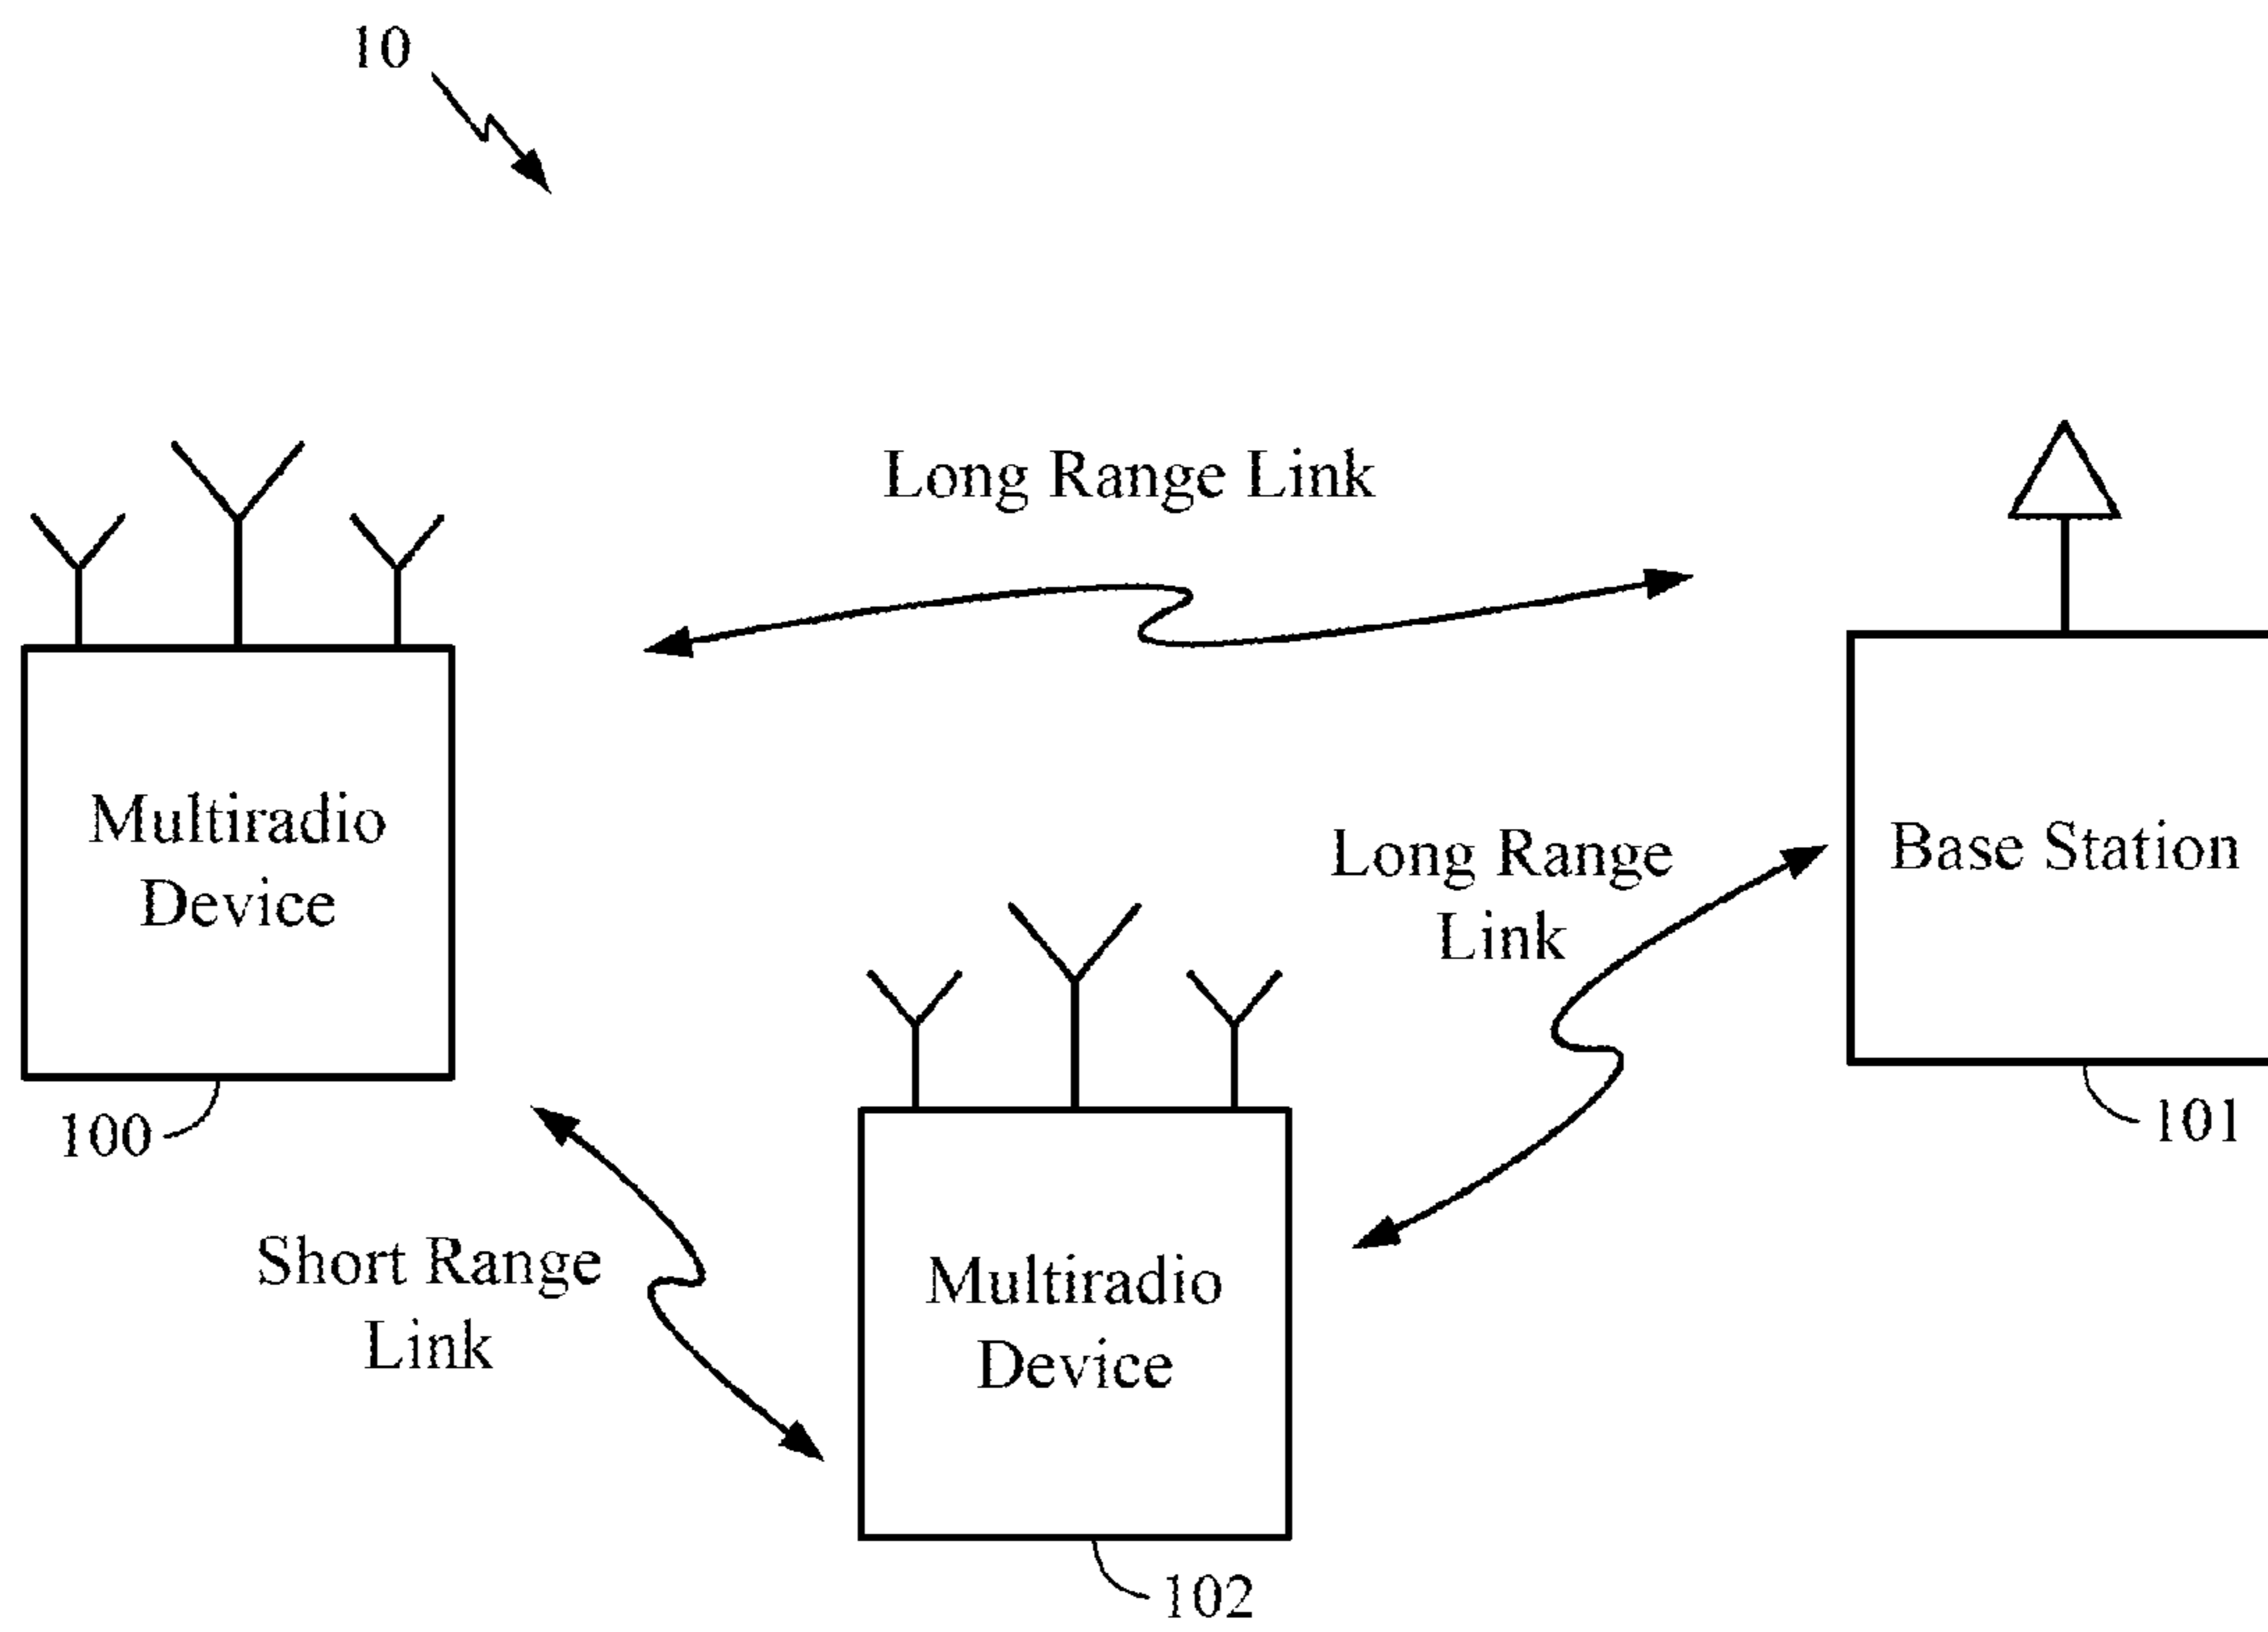 10
Long Range Link
Multiradio
Device
Long Range
Link
Base Station
100
101
Short Range
Link
Multiradio
Device
102